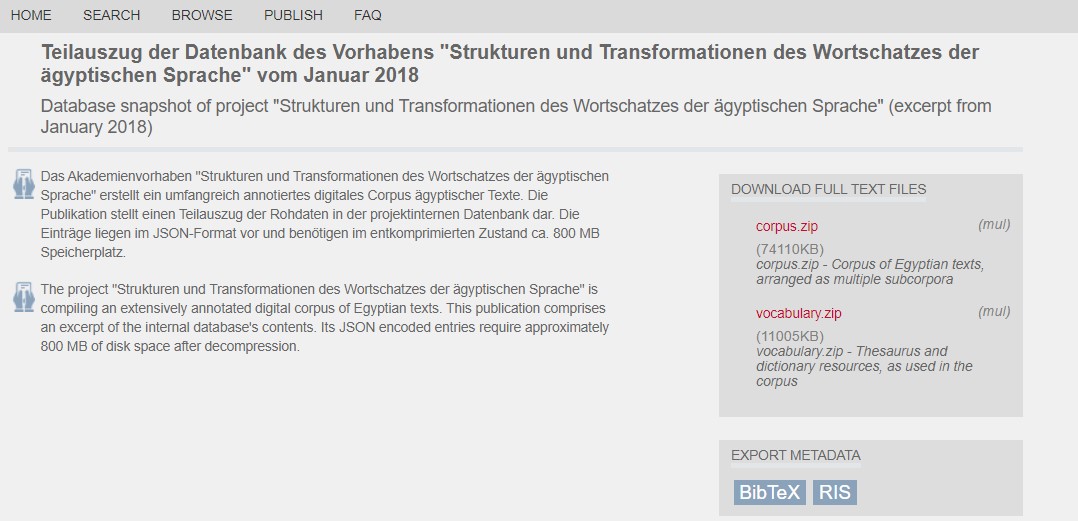 HOME SEARCH BROWSE PUBLISH FAQ
Teilauszug der Datenbank des Vorhabens "Strukturen und Transformationen des Wortschatzes der
ägyptischen Sprache" vom Januar 2018
Database snapshot of project "Strukturen und Transformationen des Wortschatzes der ägyptischen Sprache" (excerpt from
January 2018)
Das Akademienvorhaben "Strukturen und Transformationen des Wortschatzes der ägyptischen
Sprache" erstellt ein umfangreich annotiertes digitales Corpus ägyptischer Texte. Die
Publikation stellt einen Teilauszug der Rohdaten in der projektinternen Datenbank dar. Die
Einträge liegen im JSON-Format vor und benötigen im entkomprimierten Zustand ca. 800 MB
Speicherplatz.
The project "Strukturen und Transformationen des Wortschatzes der ägyptischen Sprache" is
compiling an extensively annotated digital corpus of Egyptian texts. This publication comprises
an excerpt of the internal database's contents. Its JSON encoded entries require approximately
800 MB of disk space after decompression.
DOWNLOAD FULL TEXT FILES
corpus.zip (mul)
(74110KB)
corpus.zip - Corpus of Egyptian texts,
arranged as multiple subcorpora
vocabulary.zip (mul)
(11005KB)
vocabulary.zip - Thesaurus and
dictionary resources, as used in the
corpus
EXPORT METADATA
BibTeX RIS